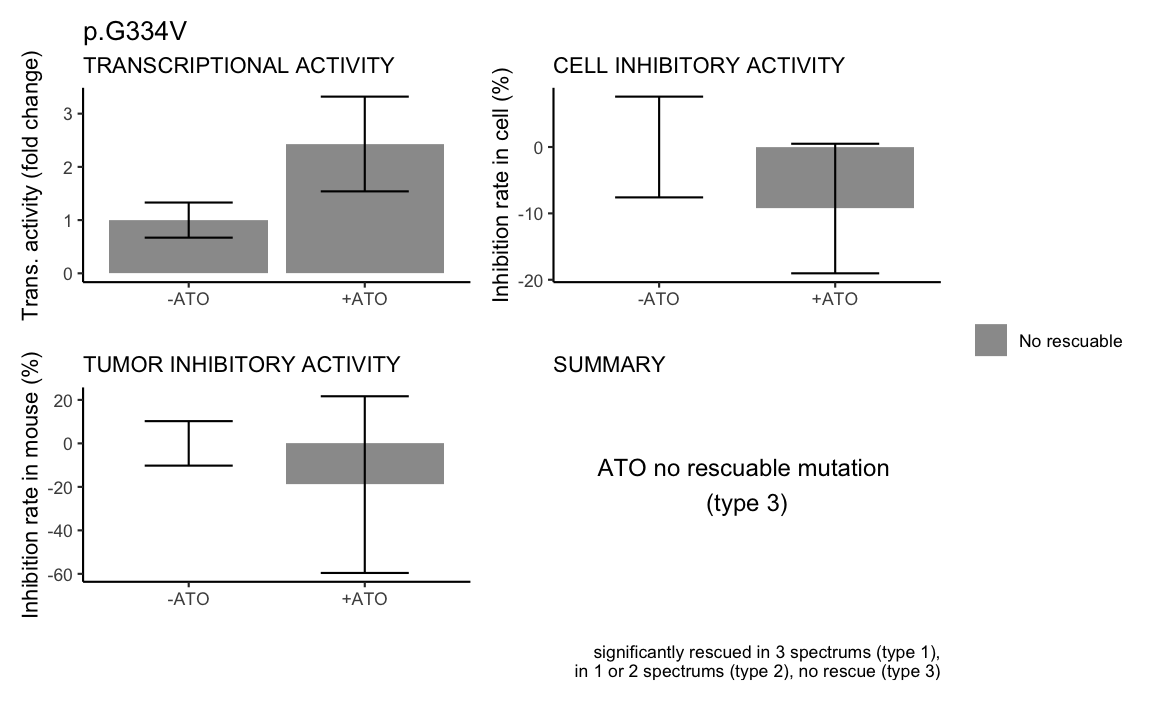 p.G334V
TRANSCRIPTIONAL ACTIVITY
Trans. activity (fold change)
3
2
1
0
-ATO
+ATO
CELL INHIBITORY ACTIVITY
Inhibition rate in cell (%)
0
-10
-20
-ATO
+ATO
No rescuable
TUMOR INHIBITORY ACTIVITY
Inhibition rate in mouse (%)
20
0
-20
-40
-60
-ATO
+ATO
SUMMARY
ATO no rescuable mutation
(type 3)
significantly rescued in 3 spectrums (type 1),
in 1 or 2 spectrums (type 2), no rescue (type 3)